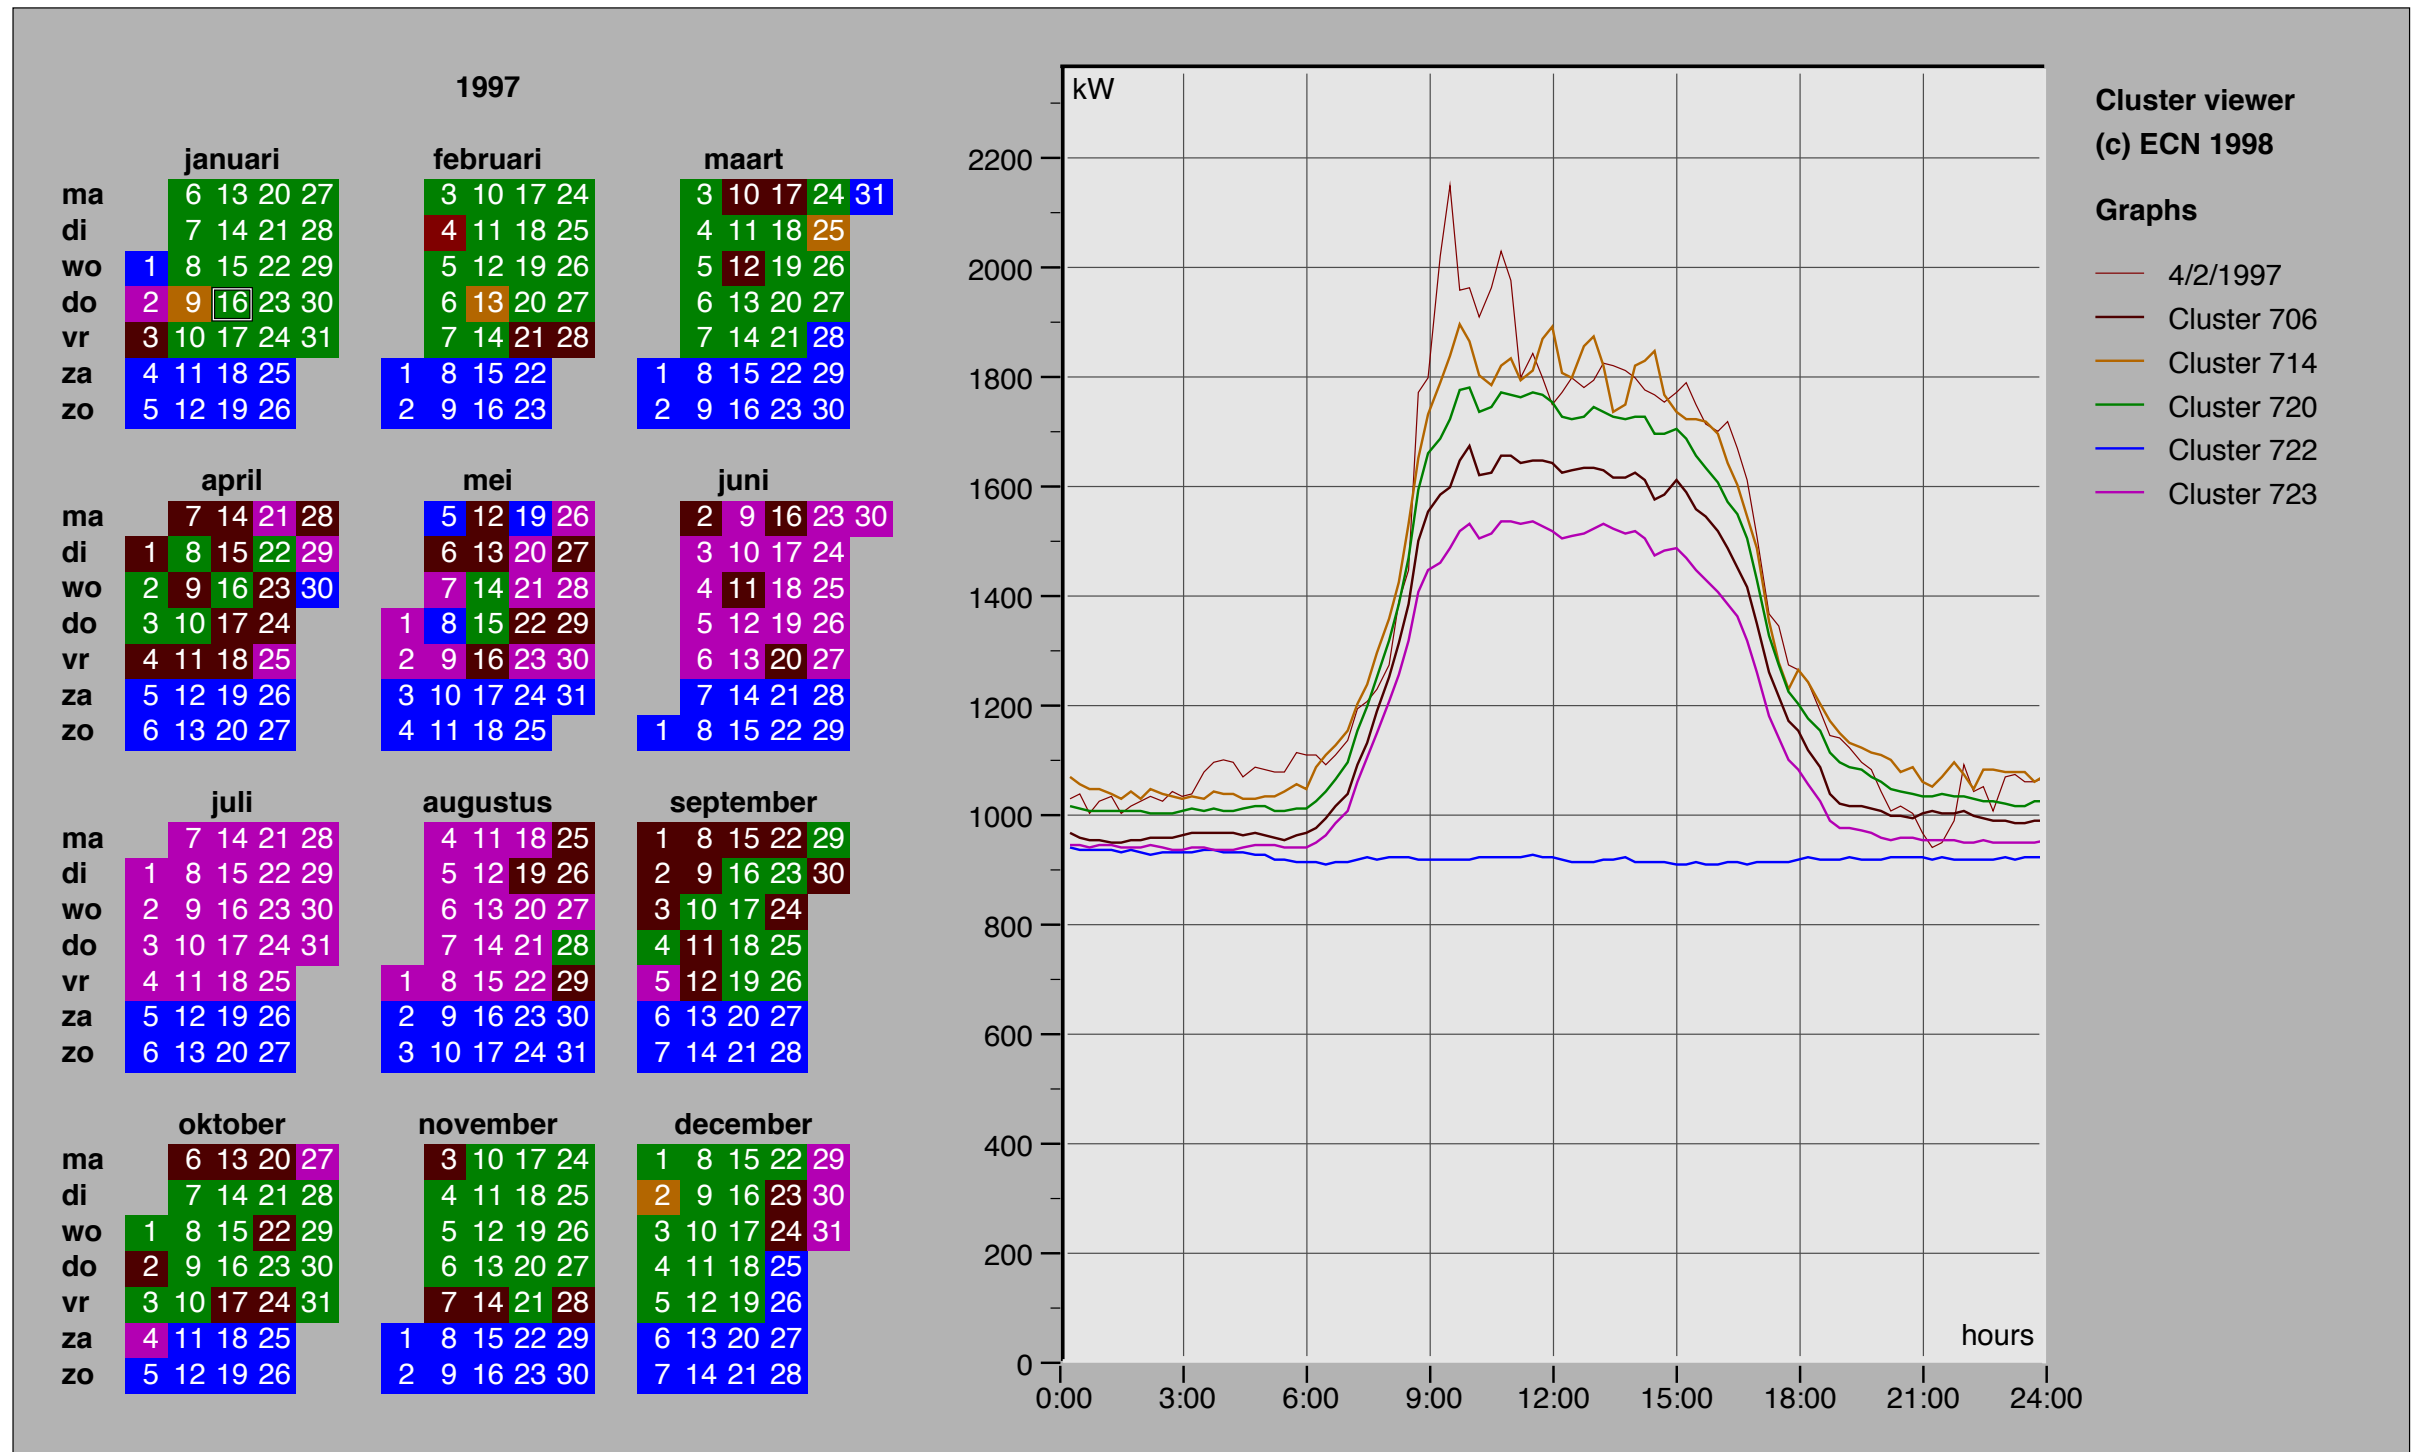 1997
januari februari maart
ma 6 13 20 27 3 10 17 24 3 10 17 24 31
di 7 14 21 28 4 11 18 25 4 11 18 25
wo 1 8 15 22 29 5 12 19 26 5 12 19 26
do 2 9 16 23 30 6 13 20 27 6 13 20 27
vr 3 10 17 24 31 7 14 21 28 7 14 21 28
za 4 11 18 25 1 8 15 22 1 8 15 22 29
zo 5 12 19 26 2 9 16 23 2 9 16 23 30
april mei juni
ma 7 14 21 28 5 12 19 26 2 9 16 23 30
di 1 8 15 22 29 6 13 20 27 3 10 17 24
wo 2 9 16 23 30 7 14 21 28 4 11 18 25
do 3 10 17 24 1 8 15 22 29 5 12 19 26
vr 4 11 18 25 2 9 16 23 30 6 13 20 27
za 5 12 19 26 3 10 17 24 31 7 14 21 28
zo 6 13 20 27 4 11 18 25 1 8 15 22 29
juli augustus september
ma 7 14 21 28 4 11 18 25 1 8 15 22 29
di 1 8 15 22 29 5 12 19 26 2 9 16 23 30
wo 2 9 16 23 30 6 13 20 27 3 10 17 24
do 3 10 17 24 31 7 14 21 28 4 11 18 25
vr 4 11 18 25 1 8 15 22 29 5 12 19 26
za 5 12 19 26 2 9 16 23 30 6 13 20 27
zo 6 13 20 27 3 10 17 24 31 7 14 21 28
oktober november december
ma 6 13 20 27 3 10 17 24 1 8 15 22 29
di 7 14 21 28 4 11 18 25 2 9 16 23 30
wo 1 8 15 22 29 5 12 19 26 3 10 17 24 31
do 2 9 16 23 30 6 13 20 27 4 11 18 25
vr 3 10 17 24 31 7 14 21 28 5 12 19 26
za 4 11 18 25 1 8 15 22 29 6 13 20 27
zo 5 12 19 26 2 9 16 23 30 7 14 21 28
kW
2200
2000
1800
1600
1400
1200
1000
800
600
400
200
0
hours
0:00 3:00 6:00 9:00 12:00 15:00 18:00 21:00 24:00
Cluster viewer
(c) ECN 1998
Graphs
4/2/1997
Cluster 706
Cluster 714
Cluster 720
Cluster 722
Cluster 723